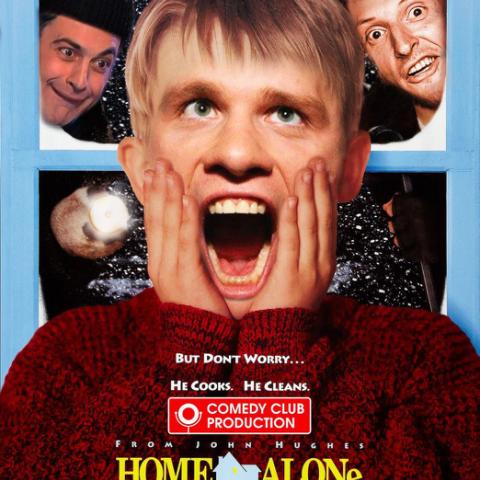 BUT DON'T WORRY...
HE COOKS. HE CLEANS.
COMEDY CLUB
PRODUCTION
FROM JOHN HUGHES
HOME ALONe